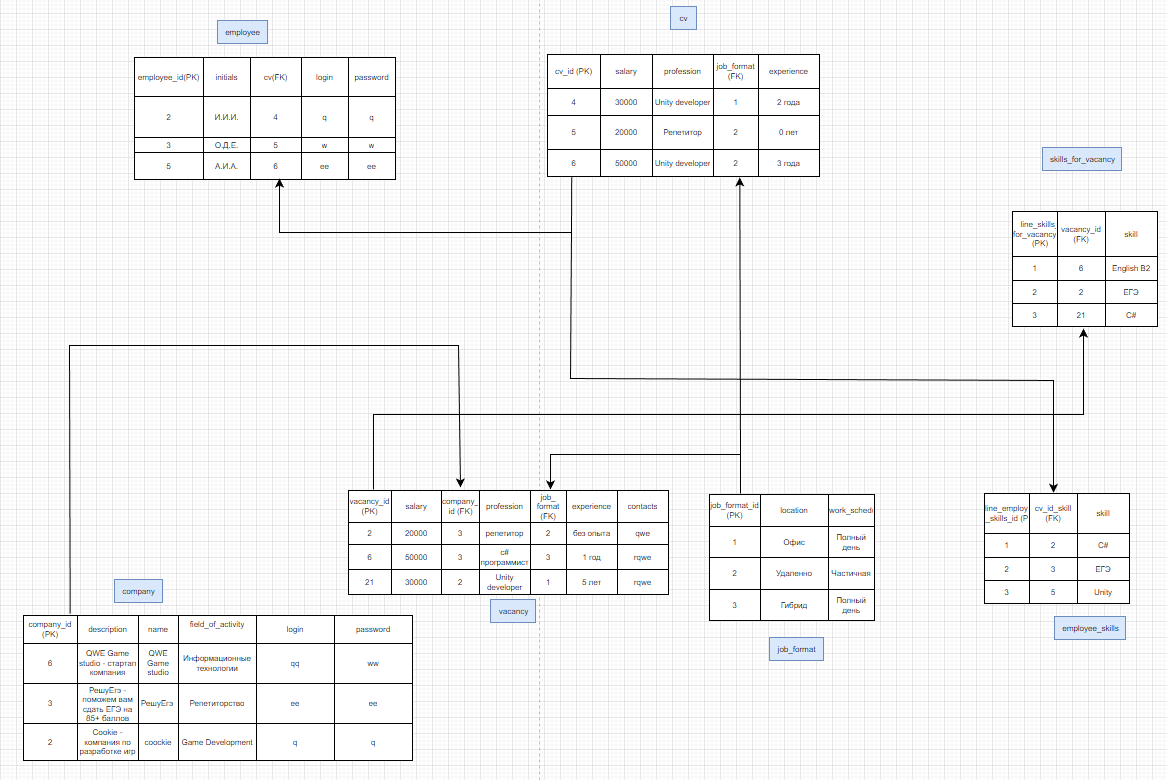 employee
employee_id(PK) initials cv(FK) login password
2 И.И.И. 4 q q
3 О.Д.Е. 5 w w
5 А.И.А. 6 ee ee
cv
cv_id (PK) salary profession job_format
(FK) experience
4 30000 Unity developer 1 2 года
5 20000 Репетитор 2 0 лет
6 50000 Unity developer 2 3 года
skills_for_vacancy
line_skills
for_vacancy
(PK) vacancy_id
(FK) skill
1 6 English B2
2 2 ЕГЭ
3 21 C#
vacancy_id
(PK) salary company_
id (FK) profession job_
format
(FK) experience contacts
2 20000 3 репетитор 2 без опыта qwe
6 50000 3 c#
программист 3 1 год rqwe
21 30000 2 Unity
developer 1 5 лет rqwe
vacancy
job_format_id
(PK) location work_sched
1 Офис Полный
день
2 Удаленно Частичная
3 Гибрид Полный
день
job_format
line_employ
_skills_id (P cv_id_skill
(FK) skill
1 2 C#
2 3 ЕГЭ
3 5 Unity
employee_skills
company
company_id
(PK) description name field_of_activity login password
6 QWE Game
studio - стартап
компания QWE
Game
studio Информационные
технологии qq ww
3 РешуЕгэ -
поможем вам
сдать ЕГЭ на
85+ баллов РешуЕгэ Репетиторство ee ee
2 Cookie -
компания по
разработке игр coockie Game Development q q